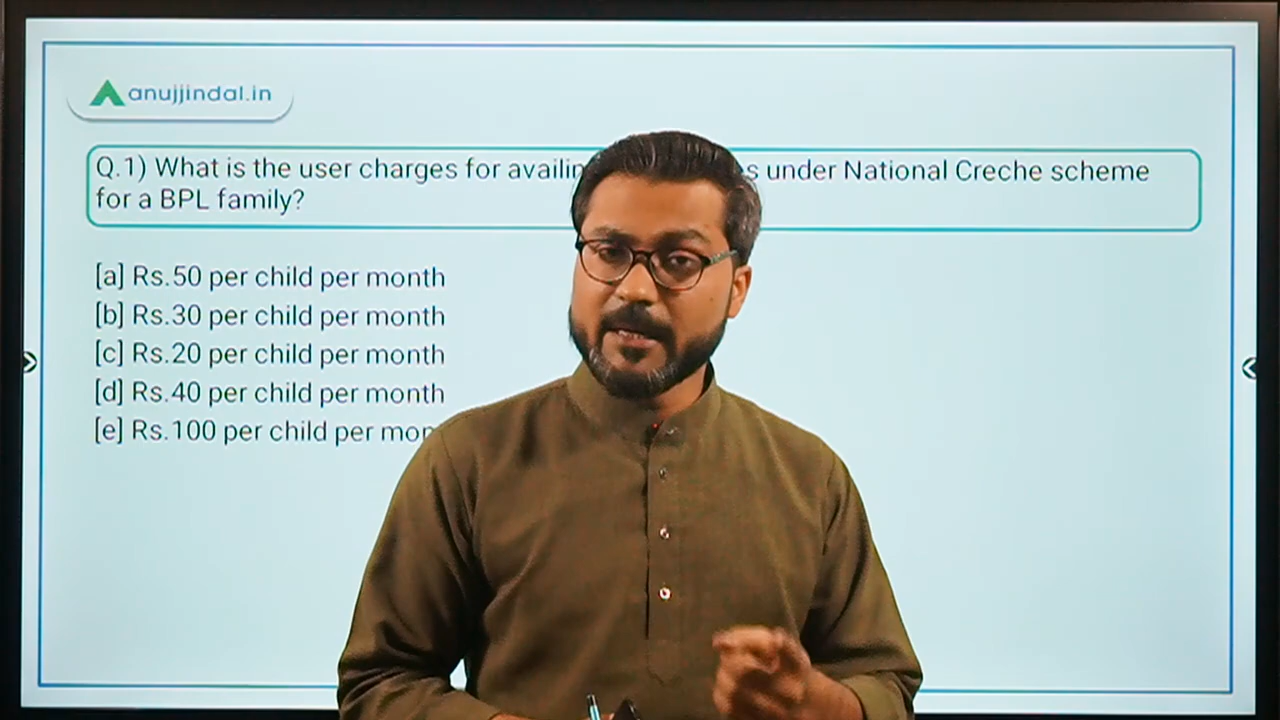 anujjindal.in
Q.1) What is the user charges for under National Creche scheme
for a BPL family?
[a] Rs.50 per child per month
[b] Rs.30 per child per month
[c] Rs.20 per child per month
[d] Rs.40 per child per month
[e] Rs.100 per child per